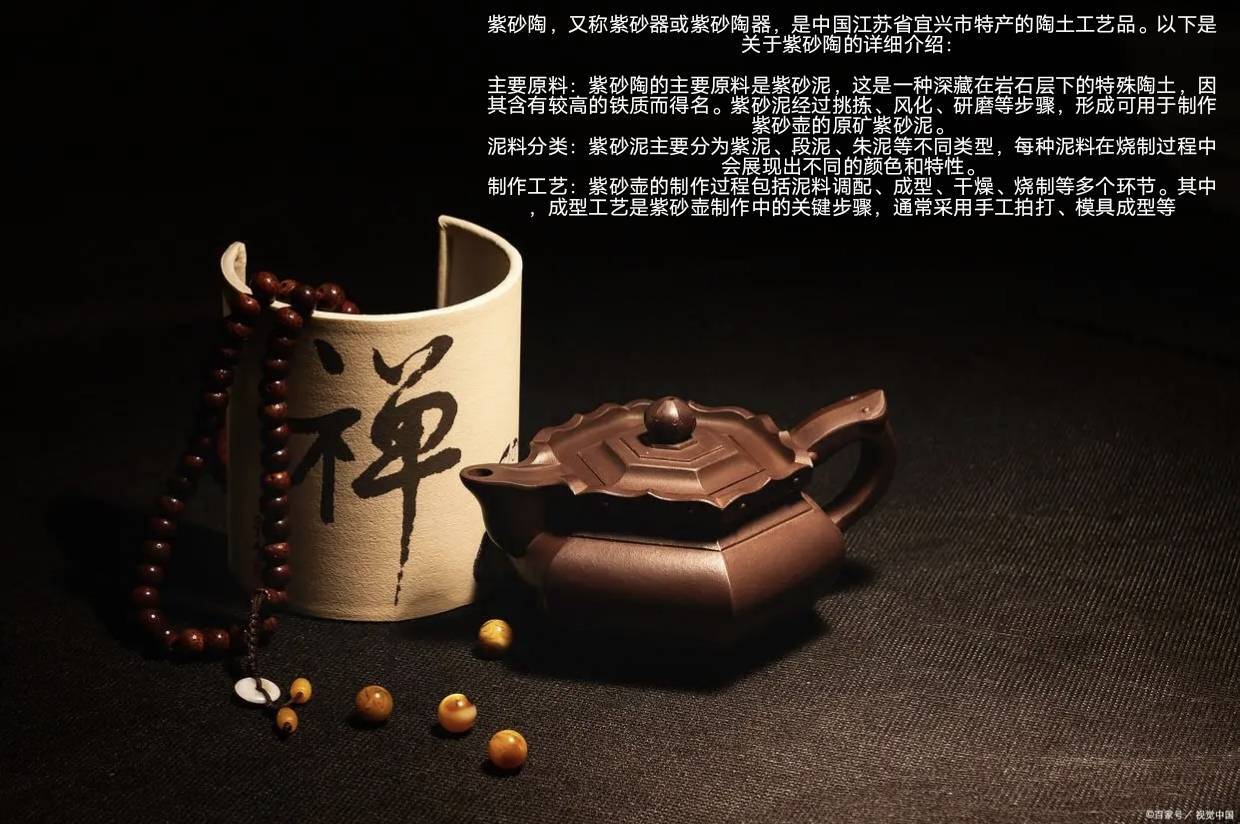 紫砂陶，又称紫砂器或紫砂陶器，是中国江苏省宜兴市特产的陶土工艺品。以下是
关于紫砂陶的详细介绍：
主要原料：紫砂陶的主要原料是紫砂泥，这是一种深藏在岩石层下的特殊陶土，因
其含有较高的铁质而得名。紫砂泥经过挑拣、风化、研磨等步骤，形成可用于制作
紫砂壶的原矿紫砂泥。
泥料分类：紫砂泥主要分为紫泥、段泥、朱泥等不同类型，每种泥料在烧制过程中
会展现出不同的颜色和特性。
制作工艺：紫砂壶的制作过程包括泥料调配、成型、干燥、烧制等多个环节。其中
，成型工艺是紫砂壶制作中的关键步骤，通常采用手工拍打、模具成型等
禅
©百家号／视觉中国